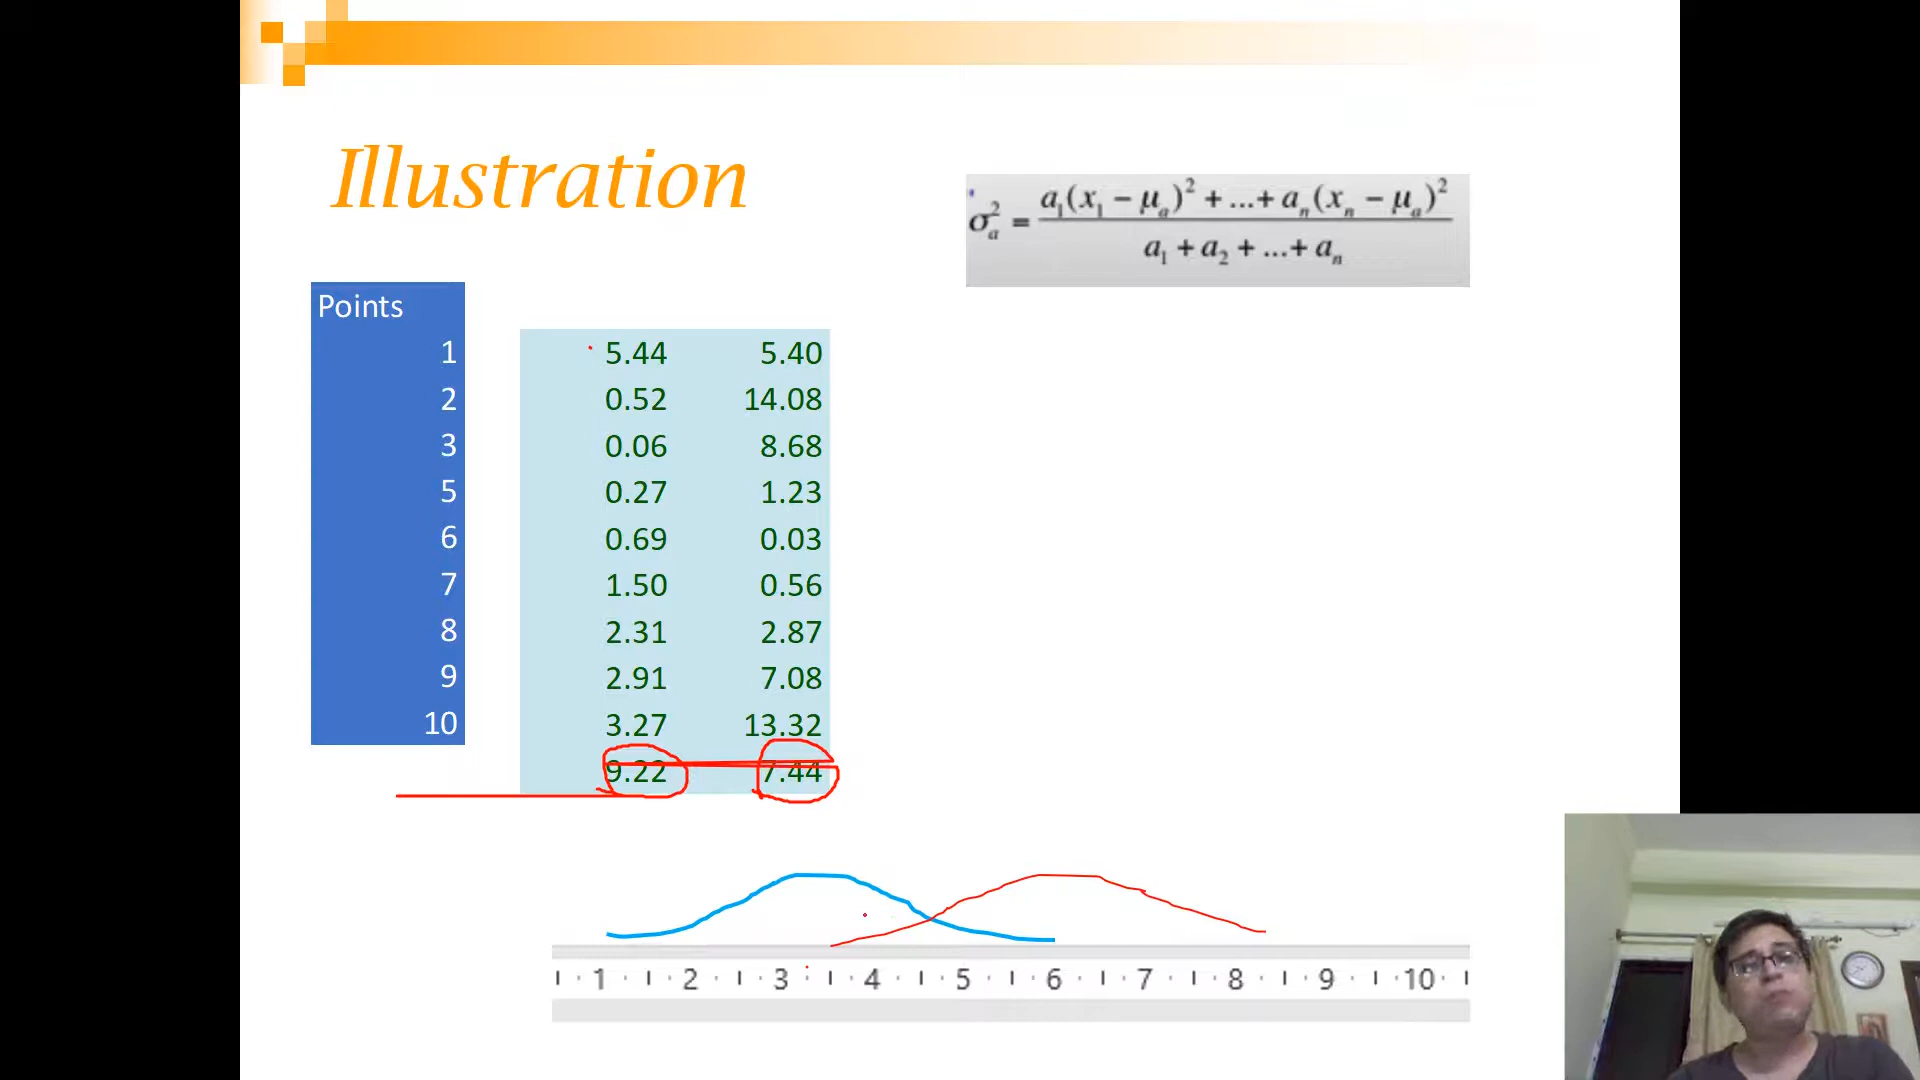 Illustration
σ²ₐ = a₁(x₁ − μₐ)² + ...+ aₙ(xₙ − μₐ)² / a₁ + a₂ + ...+ aₙ
Points
1 5.44 5.40
2 0.52 14.08
3 0.06 8.68
5 0.27 1.23
6 0.69 0.03
7 1.50 0.56
8 2.31 2.87
9 2.91 7.08
10 3.27 13.32
9.22 7.44
1 2 3 4 5 6 7 8 9 10